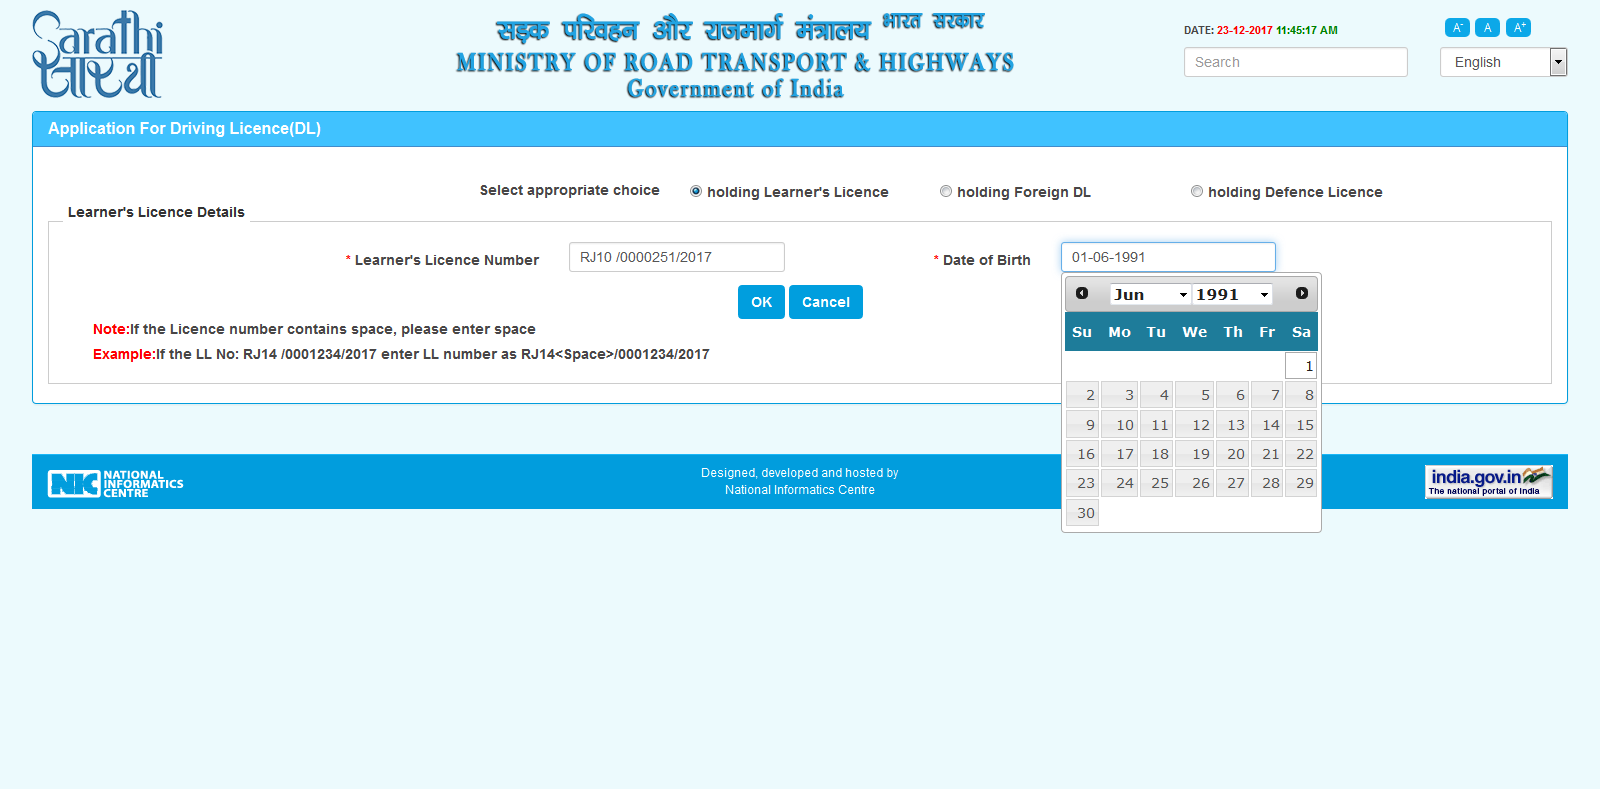 Sarathi
सारथी
सड़क परिवहन और राजमार्ग मंत्रालय भारत सरकार
MINISTRY OF ROAD TRANSPORT & HIGHWAYS
Government of India
DATE: 23-12-2017 11:45:17 AM
A- A A+
Search
English
Application For Driving Licence(DL)
Select appropriate choice holding Learner's Licence holding Foreign DL holding Defence Licence
Learner's Licence Details
* Learner's Licence Number RJ10 /0000251/2017 * Date of Birth 01-06-1991
OK Cancel
Note:If the Licence number contains space, please enter space
Example:If the LL No: RJ14 /0001234/2017 enter LL number as RJ14<Space>/0001234/2017
Jun 1991
Su Mo Tu We Th Fr Sa
1
2 3 4 5 6 7 8
9 10 11 12 13 14 15
16 17 18 19 20 21 22
23 24 25 26 27 28 29
30
NIC NATIONAL
INFORMATICS
CENTRE
Designed, developed and hosted by
National Informatics Centre
india.gov.in
The national portal of India